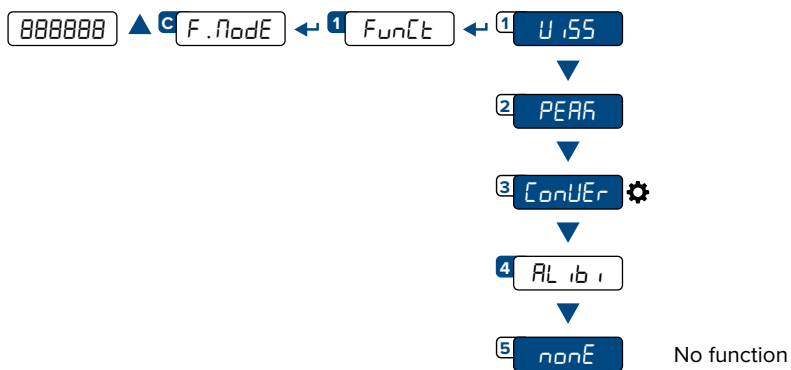 888888 C F.ModE 1 FunCt 1 ViSS
2 PEAK
3 ConVEr
4 ALibi
5 nonE No function